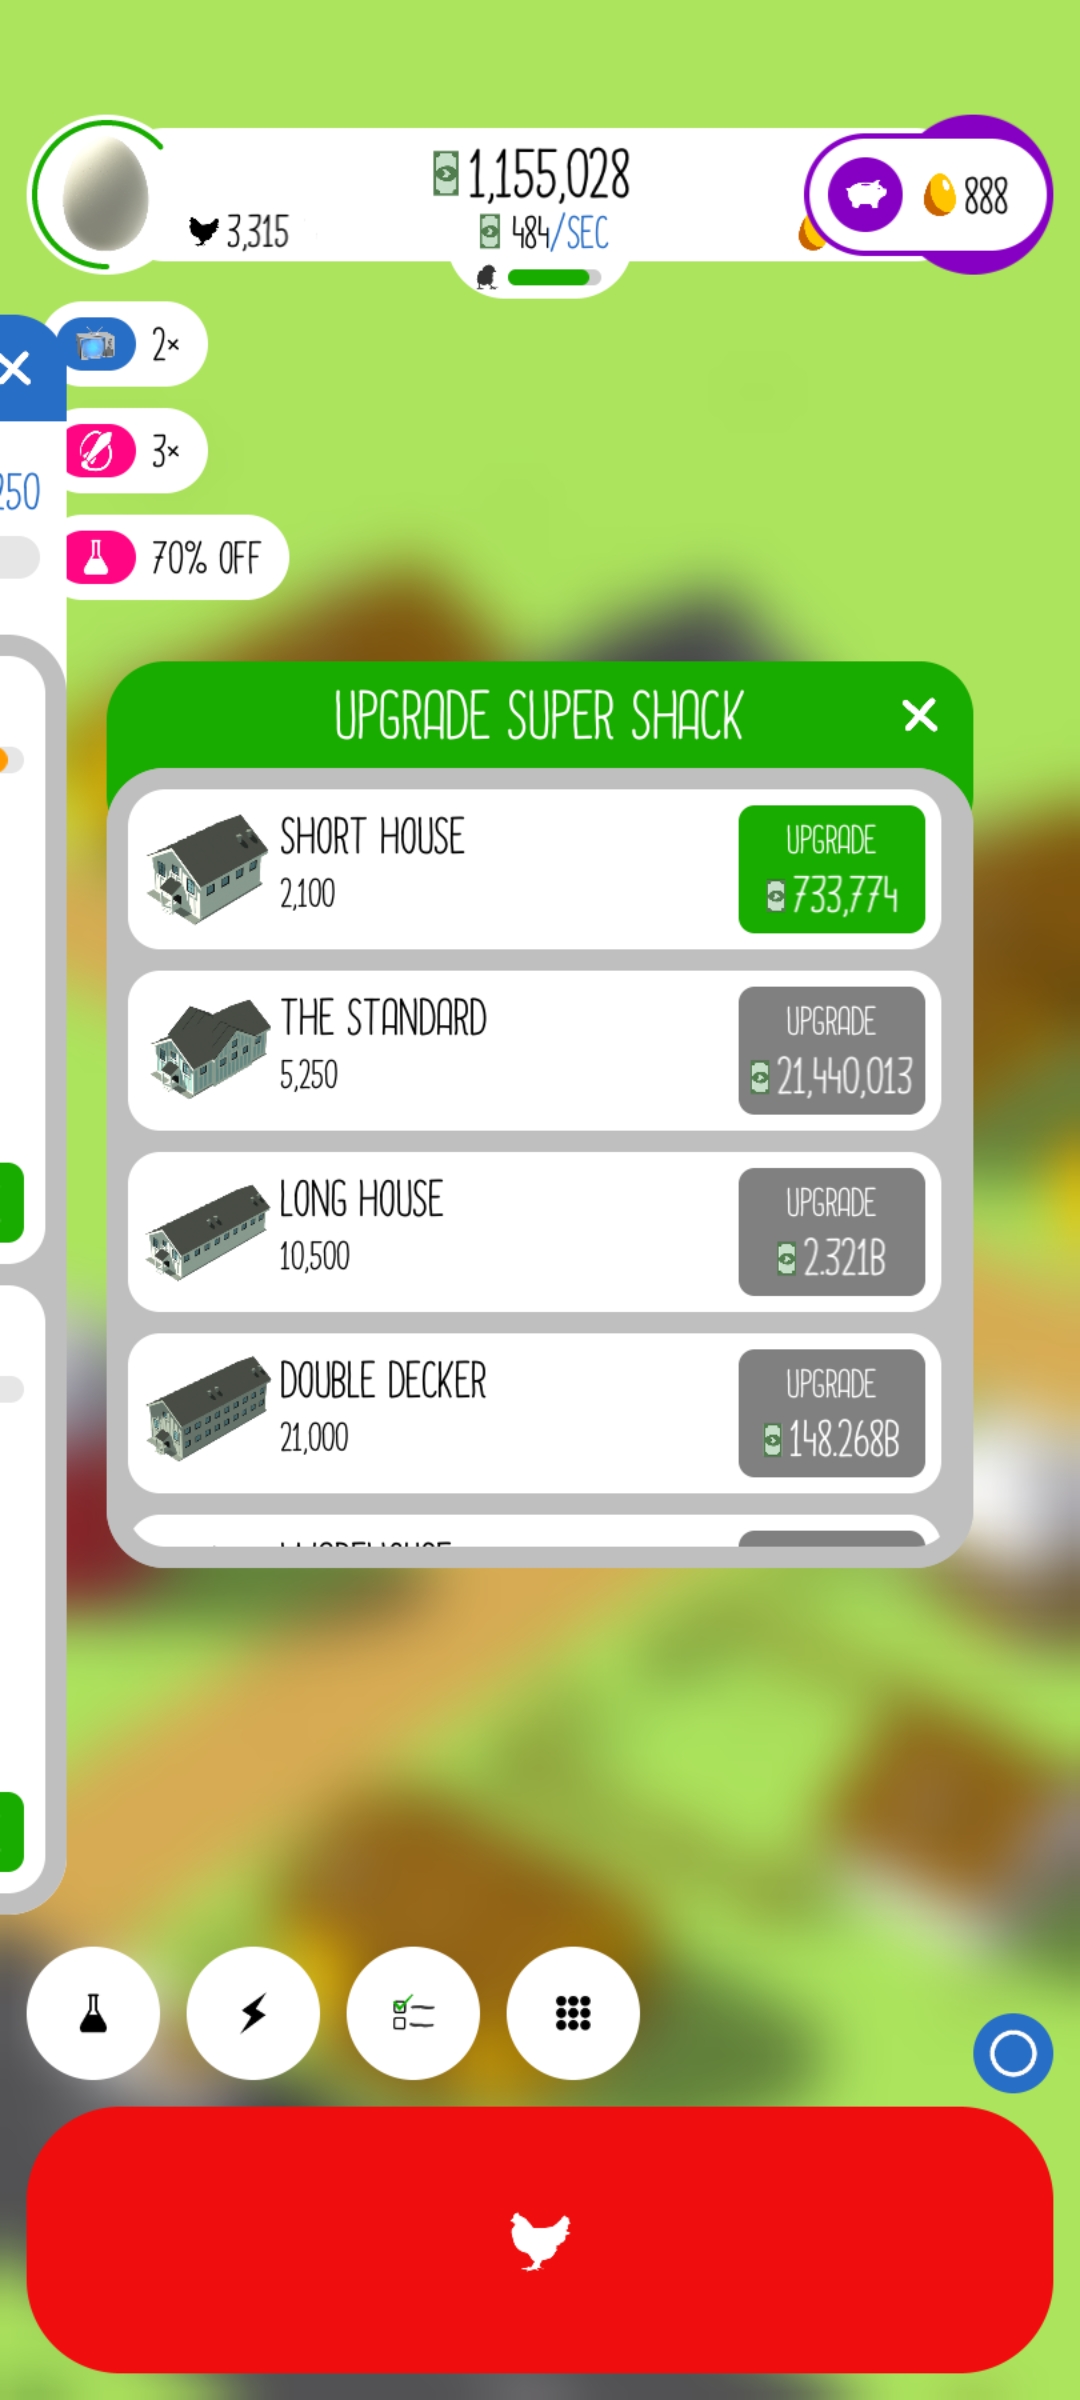 1,155,028
3,315
484/SEC
888
2×
3×
250
70% OFF
UPGRADE SUPER SHACK
SHORT HOUSE
2,100
UPGRADE
733,774
THE STANDARD
5,250
UPGRADE
21,440,013
LONG HOUSE
10,500
UPGRADE
2.321B
DOUBLE DECKER
21,000
UPGRADE
148.268B